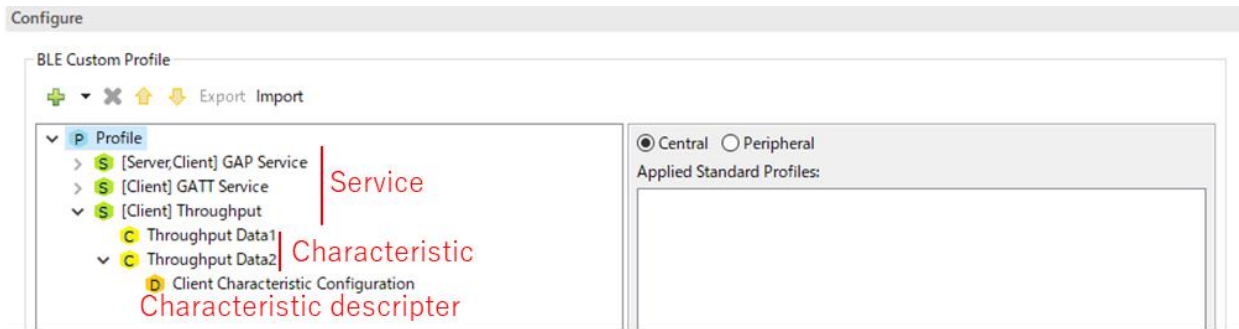 Configure
BLE Custom Profile
Export Import
P Profile
S [Server,Client] GAP Service
S [Client] GATT Service
S [Client] Throughput
C Throughput Data1
C Throughput Data2
D Client Characteristic Configuration
Service
Characteristic
Characteristic descripter
Central Peripheral
Applied Standard Profiles: